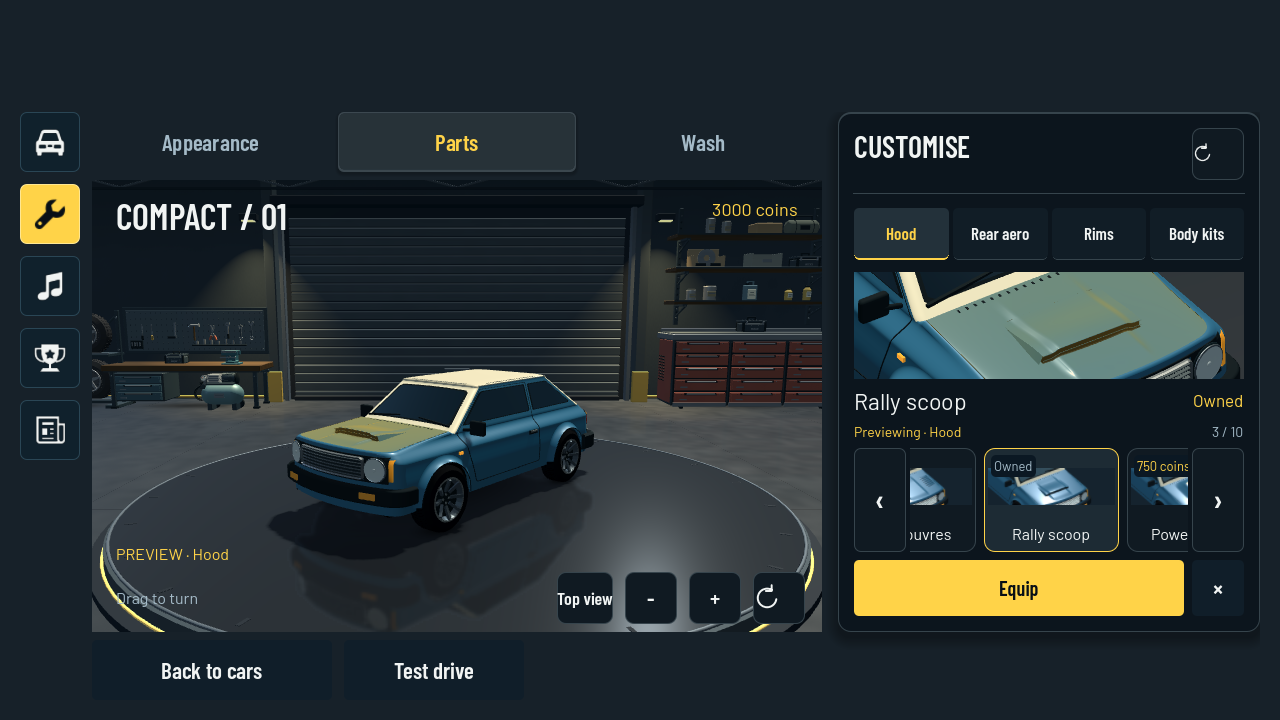 Appearance
Parts
Wash
COMPACT / 01
3000 coins
PREVIEW · Hood
Drag to turn
Top view
-
+
Back to cars
Test drive
CUSTOMISE
Hood
Rear aero
Rims
Body kits
Rally scoop
Owned
Previewing · Hood
3 / 10
‹
ouvres
Owned
Rally scoop
750 coins
Powe
›
Equip
×